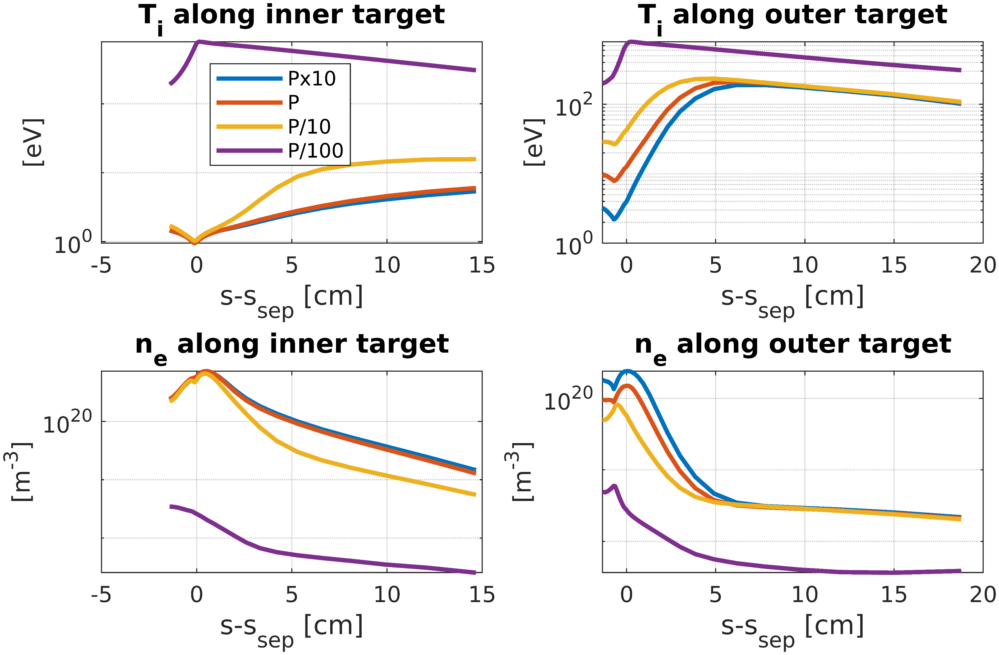 T_i along inner target
[eV]
10^0
Px10
P
P/10
P/100
-5 0 5 10 15
s-s_sep [cm]
T_i along outer target
[eV]
10^2
10^0
0 5 10 15 20
s-s_sep [cm]
n_e along inner target
[m^-3]
10^20
-5 0 5 10 15
s-s_sep [cm]
n_e along outer target
[m^-3]
10^20
0 5 10 15 20
s-s_sep [cm]